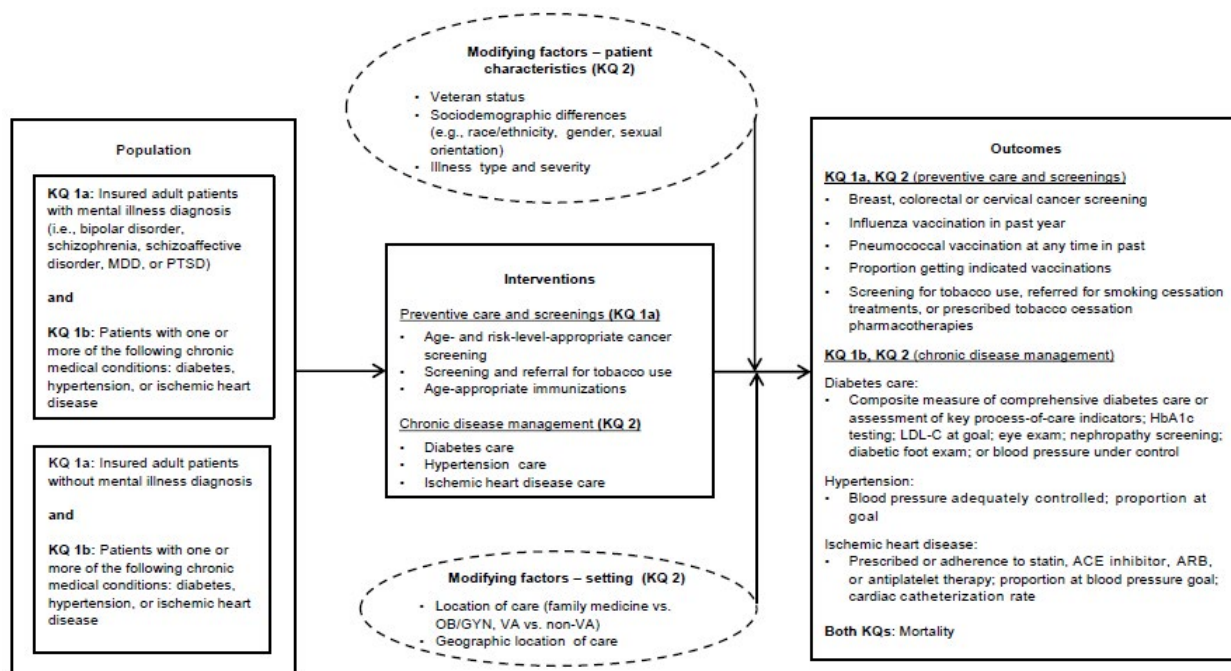 Modifying factors – patient
characteristics (KQ 2)
• Veteran status
• Sociodemographic differences
(e.g., race/ethnicity, gender, sexual
orientation)
• Illness type and severity
Population
KQ 1a: Insured adult patients
with mental illness diagnosis
(i.e., bipolar disorder,
schizophrenia, schizoaffective
disorder, MDD, or PTSD)
and
KQ 1b: Patients with one or
more of the following chronic
medical conditions: diabetes,
hypertension, or ischemic heart
disease
KQ 1a: Insured adult patients
without mental illness diagnosis
and
KQ 1b: Patients with one or
more of the following chronic
medical conditions: diabetes,
hypertension, or ischemic heart
disease
Interventions
Preventive care and screenings (KQ 1a)
• Age- and risk-level-appropriate cancer
screening
• Screening and referral for tobacco use
• Age-appropriate immunizations
Chronic disease management (KQ 2)
• Diabetes care
• Hypertension care
• Ischemic heart disease care
Modifying factors – setting (KQ 2)
• Location of care (family medicine vs.
OB/GYN, VA vs. non-VA)
• Geographic location of care
Outcomes
KQ 1a, KQ 2 (preventive care and screenings)
• Breast, colorectal or cervical cancer screening
• Influenza vaccination in past year
• Pneumococcal vaccination at any time in past
• Proportion getting indicated vaccinations
• Screening for tobacco use, referred for smoking cessation
treatments, or prescribed tobacco cessation
pharmacotherapies
KQ 1b, KQ 2 (chronic disease management)
Diabetes care:
• Composite measure of comprehensive diabetes care or
assessment of key process-of-care indicators; HbA1c
testing; LDL-C at goal; eye exam; nephropathy screening;
diabetic foot exam; or blood pressure under control
Hypertension:
• Blood pressure adequately controlled; proportion at
goal
Ischemic heart disease:
• Prescribed or adherence to statin, ACE inhibitor, ARB,
or antiplatelet therapy; proportion at blood pressure goal;
cardiac catheterization rate
Both KQs: Mortality